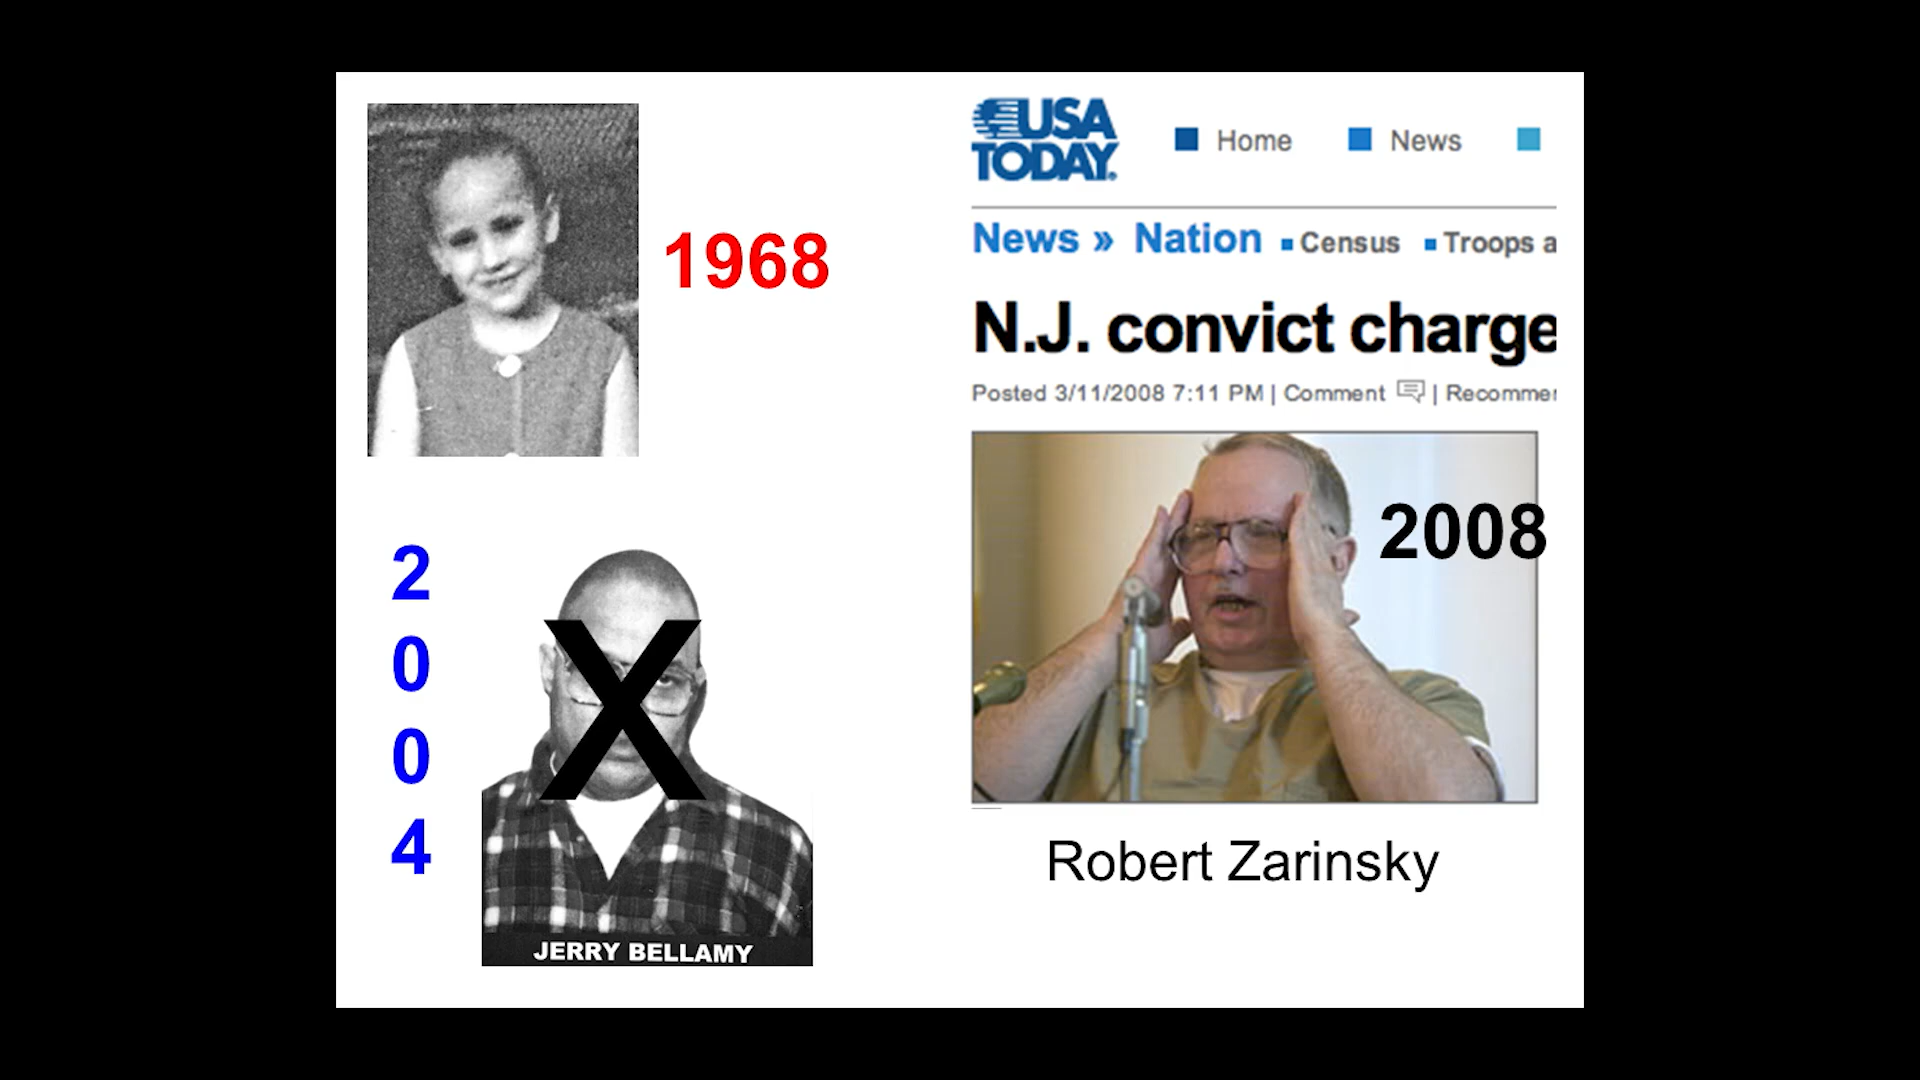 1968
2
0
0
4
JERRY BELLAMY
USA
TODAY
Home News
News » Nation Census Troops a
N.J. convict charge
Posted 3/11/2008 7:11 PM | Comment | Recommen
2008
Robert Zarinsky